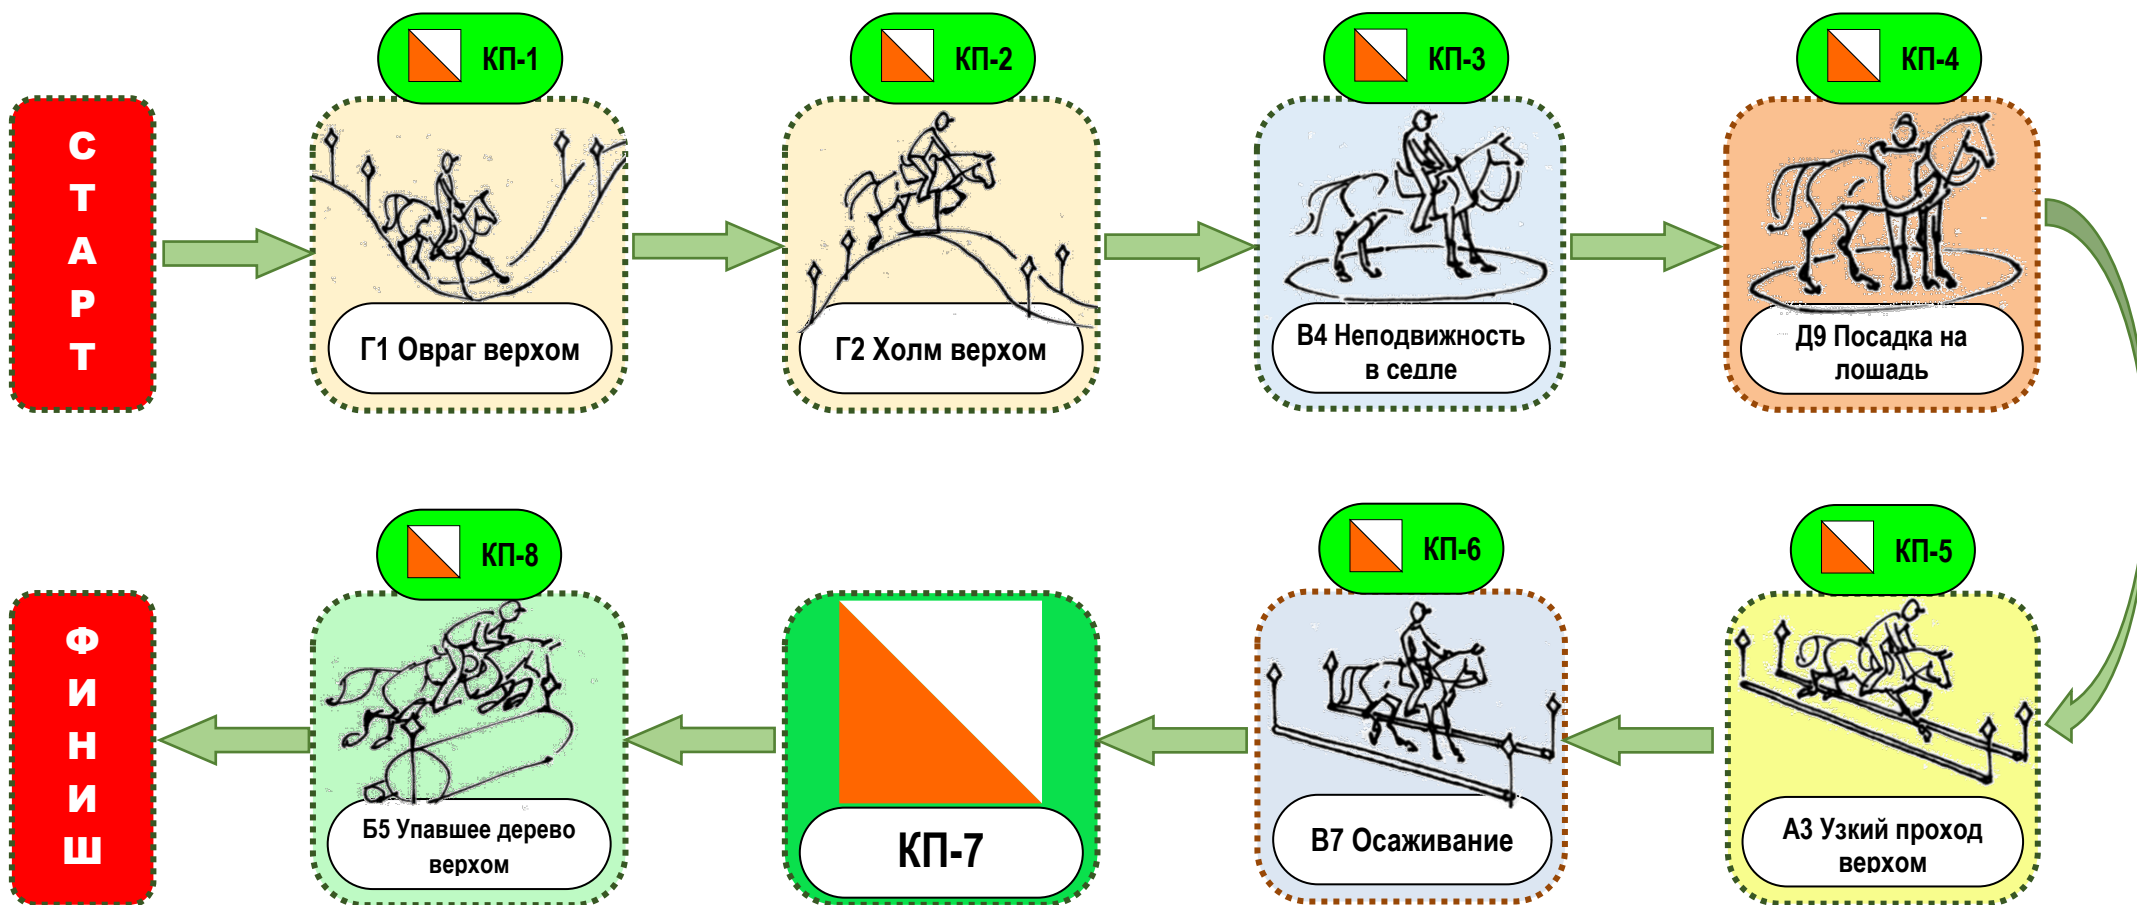 СТАРТ
КП-1
Г1 Овраг верхом
КП-2
Г2 Холм верхом
КП-3
В4 Неподвижность
в седле
КП-4
Д9 Посадка на
лошадь
КП-5
А3 Узкий проход
верхом
КП-6
В7 Осаживание
КП-7
КП-8
Б5 Упавшее дерево
верхом
ФИНИШ